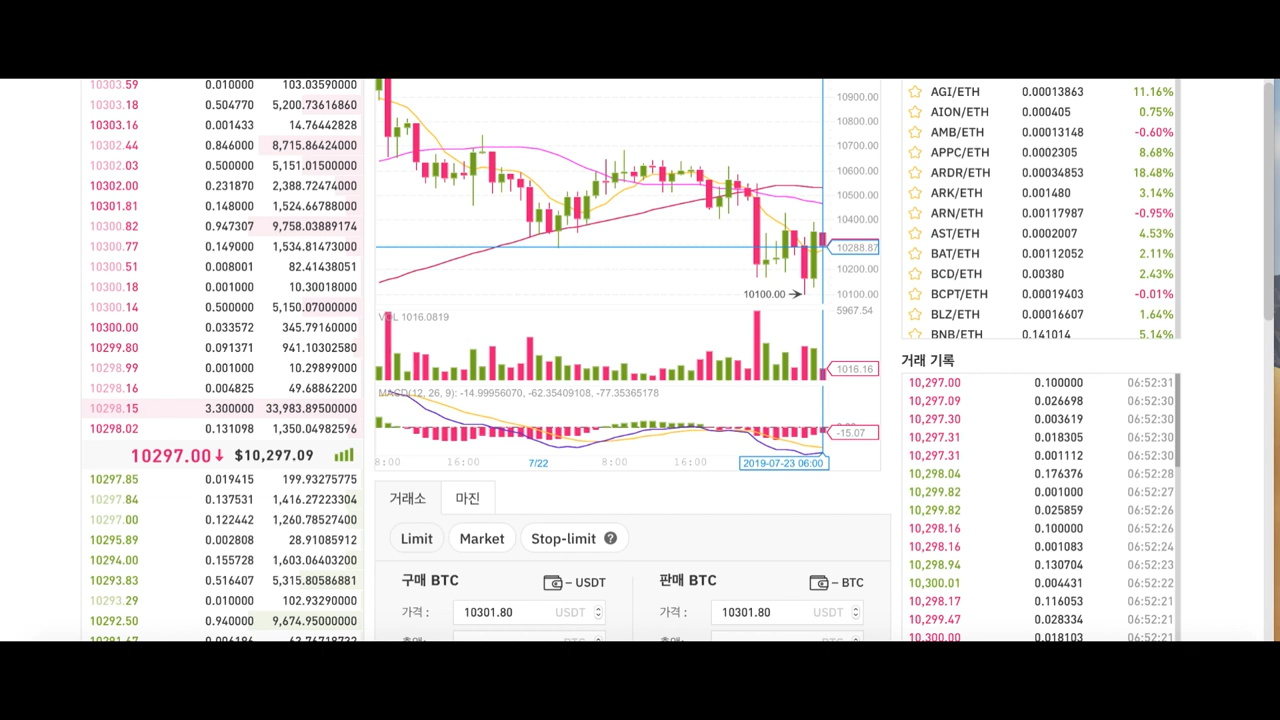 10303.59 0.010000 103.03590000
10303.18 0.504770 5,200.73616860
10303.16 0.001433 14.76442828
10302.44 0.846000 8,715.86424000
10302.03 0.500000 5,151.01500000
10302.00 0.231870 2,388.72474000
10301.81 0.148000 1,524.66788000
10300.82 0.947307 9,758.03889174
10300.77 0.149000 1,534.81473000
10300.51 0.008001 82.41438051
10300.18 0.001000 10.30018000
10300.14 0.500000 5,150.07000000
10300.00 0.033572 345.79160000
10299.80 0.091371 941.10302580
10298.99 0.001000 10.29899000
10298.16 0.004825 49.68862200
10298.15 3.300000 33,983.89500000
10298.02 0.131098 1,350.04982596
10297.00↓ $10,297.09
10297.85 0.019415 199.93275775
10297.84 0.137531 1,416.27223304
10297.00 0.122442 1,260.78527400
10295.89 0.002808 28.91085912
10294.00 0.155728 1,603.06403200
10293.83 0.516407 5,315.80586881
10293.29 0.010000 102.93290000
10292.50 0.940000 9,674.95000000
10900.00
10800.00
10700.00
10600.00
10500.00
10400.00
10288.87
10200.00
10100.00 → 10100.00
VOL 1016.0819 5967.54
1016.16
MACD(12, 26, 9): -14.99956070, -62.35409108, -77.35365178
-15.07
8:00 16:00 7/22 8:00 16:00 2019-07-23 06:00
거래소 마진
Limit Market Stop-limit ?
구매 BTC – USDT 판매 BTC – BTC
가격 : 10301.80 USDT 가격 : 10301.80 USDT
AGI/ETH 0.00013863 11.16%
AION/ETH 0.000405 0.75%
AMB/ETH 0.00013148 -0.60%
APPC/ETH 0.0002305 8.68%
ARDR/ETH 0.00034853 18.48%
ARK/ETH 0.001480 3.14%
ARN/ETH 0.00117987 -0.95%
AST/ETH 0.0002007 4.53%
BAT/ETH 0.00112052 2.11%
BCD/ETH 0.00380 2.43%
BCPT/ETH 0.00019403 -0.01%
BLZ/ETH 0.00016607 1.64%
BNB/ETH 0.141014 5.14%
거래 기록
10,297.00 0.100000 06:52:31
10,297.09 0.026698 06:52:30
10,297.30 0.003619 06:52:30
10,297.31 0.018305 06:52:30
10,297.31 0.001112 06:52:30
10,298.04 0.176376 06:52:28
10,299.82 0.001000 06:52:27
10,299.82 0.025859 06:52:26
10,298.16 0.100000 06:52:26
10,298.16 0.001083 06:52:24
10,298.94 0.130704 06:52:23
10,300.01 0.004431 06:52:22
10,298.17 0.116053 06:52:21
10,299.47 0.028334 06:52:21
10,300.00 0.018103 06:52:21